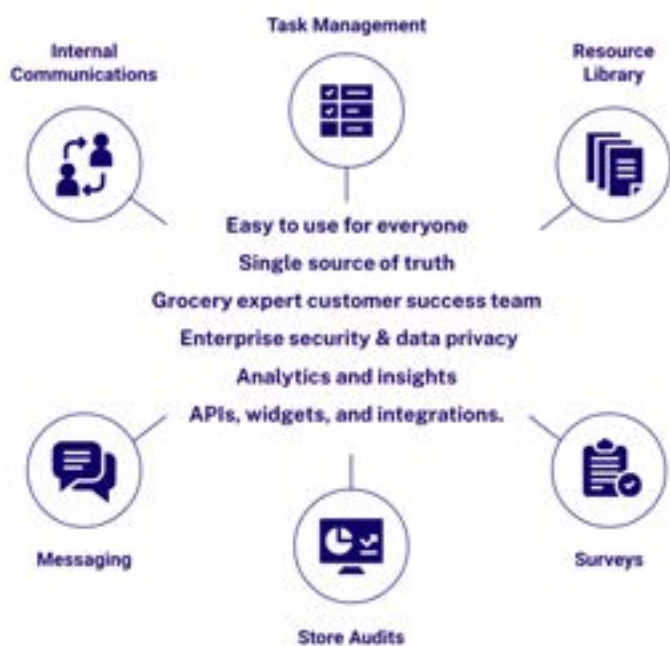 Task Management
Internal
Communications
Resource
Library
Easy to use for everyone
Single source of truth
Grocery expert customer success team
Enterprise security & data privacy
Analytics and insights
APIs, widgets, and integrations.
Messaging
Surveys
Store Audits